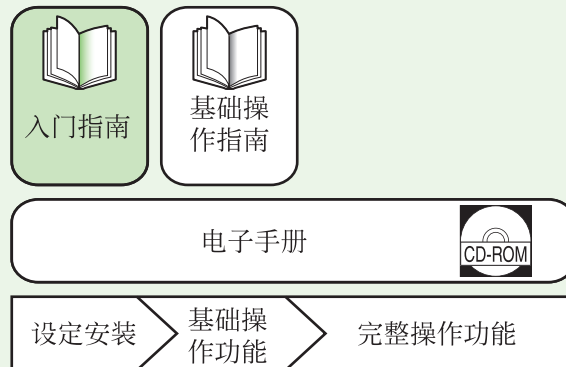 入门指南
基础操
作指南
电子手册
CD-ROM
设定安装
基础操
作功能
完整操作功能